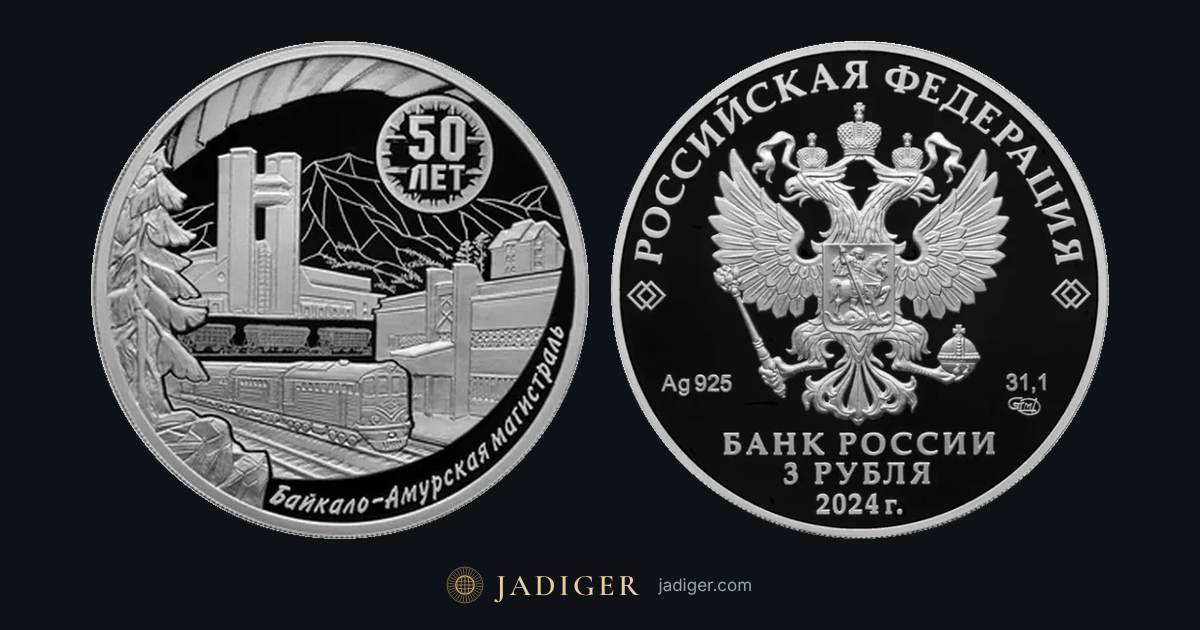 50
ЛЕТ
Байкало-Амурская магистраль
РОССИЙСКАЯ ФЕДЕРАЦИЯ
Ag 925
31,1
БАНК РОССИИ
3 РУБЛЯ
2024 г.
JADIGER
jadiger.com